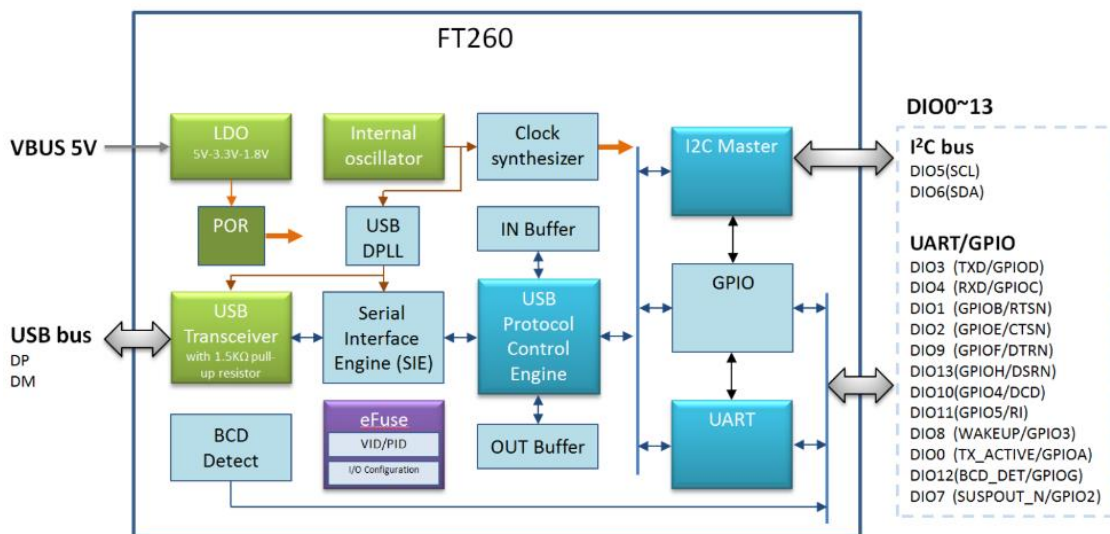 FT260
VBUS 5V
LDO
5V-3.3V-1.8V
Internal
oscillator
Clock
synthesizer
POR
USB
DPLL
IN Buffer
USB bus
DP
DM
USB
Transceiver
with 1.5KΩ pull-
up resistor
Serial
Interface
Engine (SIE)
USB
Protocol
Control
Engine
BCD
Detect
eFuse
VID/PID
I/O Configuration
OUT Buffer
I2C Master
GPIO
UART
DIO0~13
I²C bus
DIO5(SCL)
DIO6(SDA)
UART/GPIO
DIO3 (TXD/GPIOD)
DIO4 (RXD/GPIOC)
DIO1 (GPIOB/RTSN)
DIO2 (GPIOE/CTSN)
DIO9 (GPIOF/DTRN)
DIO13(GPIOH/DSRN)
DIO10(GPIO4/DCD)
DIO11(GPIO5/RI)
DIO8 (WAKEUP/GPIO3)
DIO0 (TX_ACTIVE/GPIOA)
DIO12(BCD_DET/GPIOG)
DIO7 (SUSPOUT_N/GPIO2)